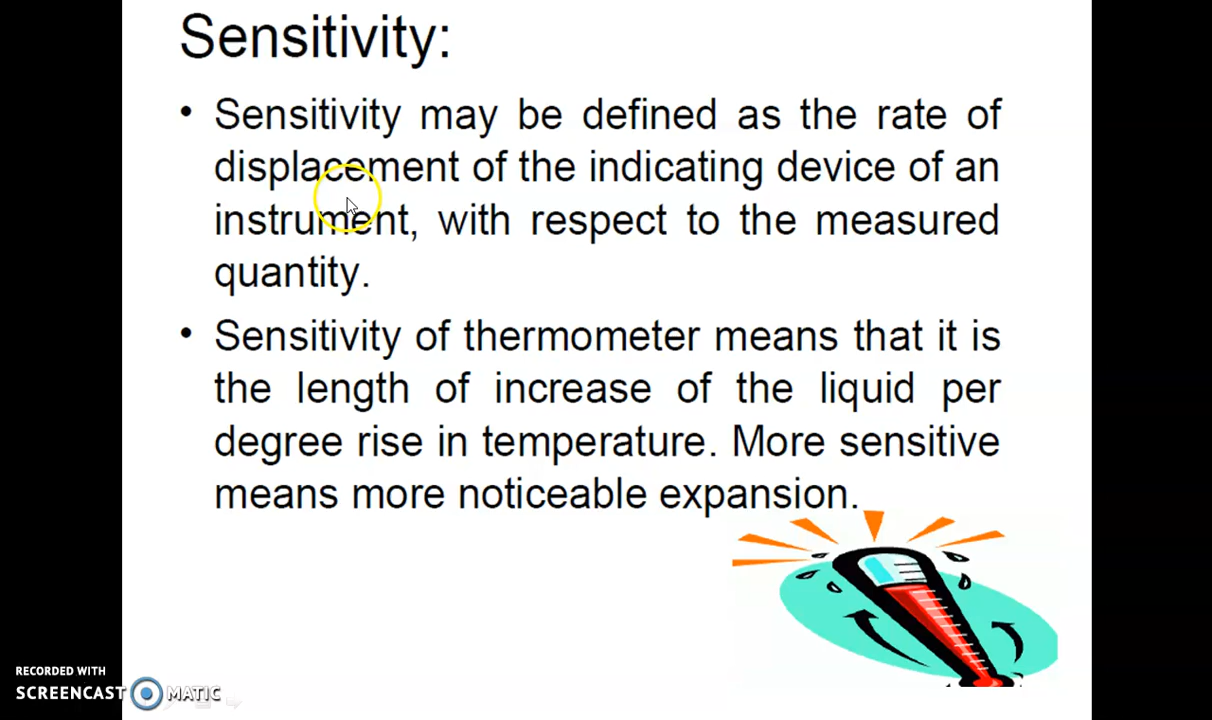 Sensitivity:
• Sensitivity may be defined as the rate of
displacement of the indicating device of an
instrument, with respect to the measured
quantity.
• Sensitivity of thermometer means that it is
the length of increase of the liquid per
degree rise in temperature. More sensitive
means more noticeable expansion.
RECORDED WITH
SCREENCAST MATIC